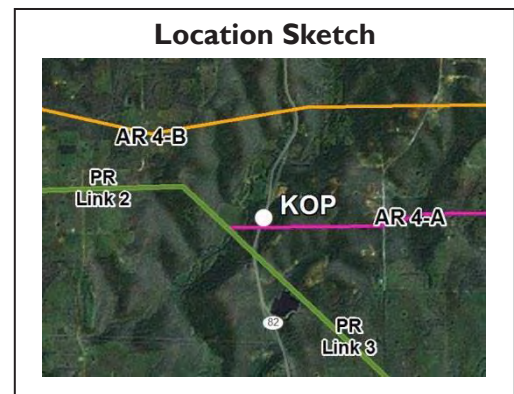 Location Sketch
AR 4-B
PR
Link 2
KOP
AR 4-A
82
PR
Link 3